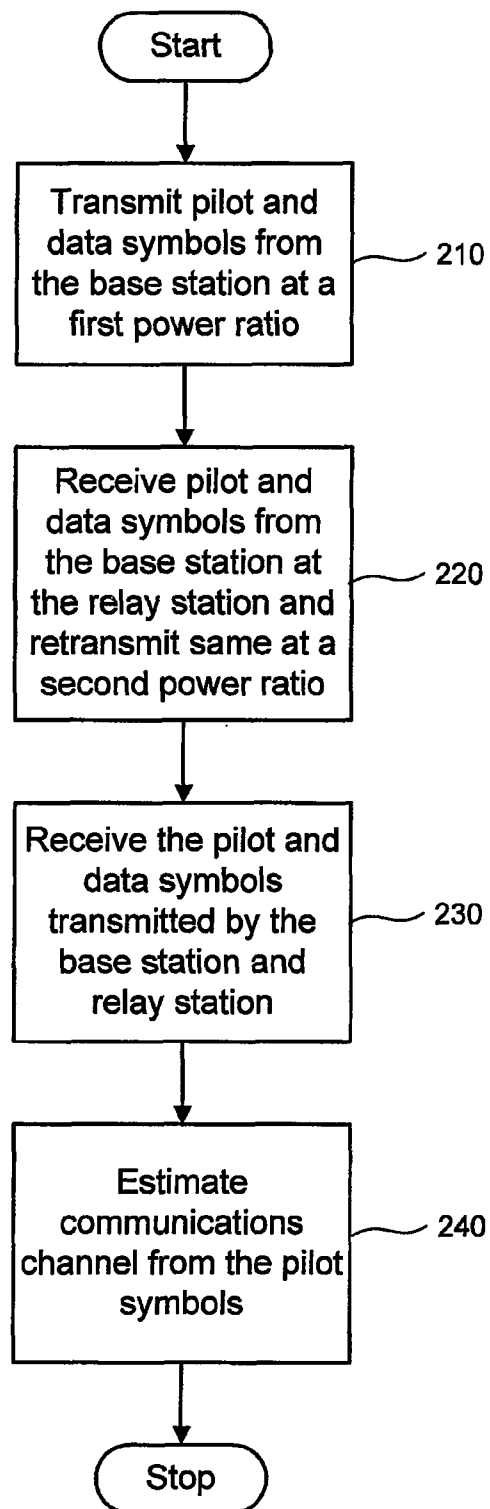 Start
Transmit pilot and
data symbols from
the base station at a
first power ratio
210
Receive pilot and
data symbols from
the base station at
the relay station and
retransmit same at a
second power ratio
220
Receive the pilot and
data symbols
transmitted by the
base station and
relay station
230
Estimate
communications
channel from the pilot
symbols
240
Stop